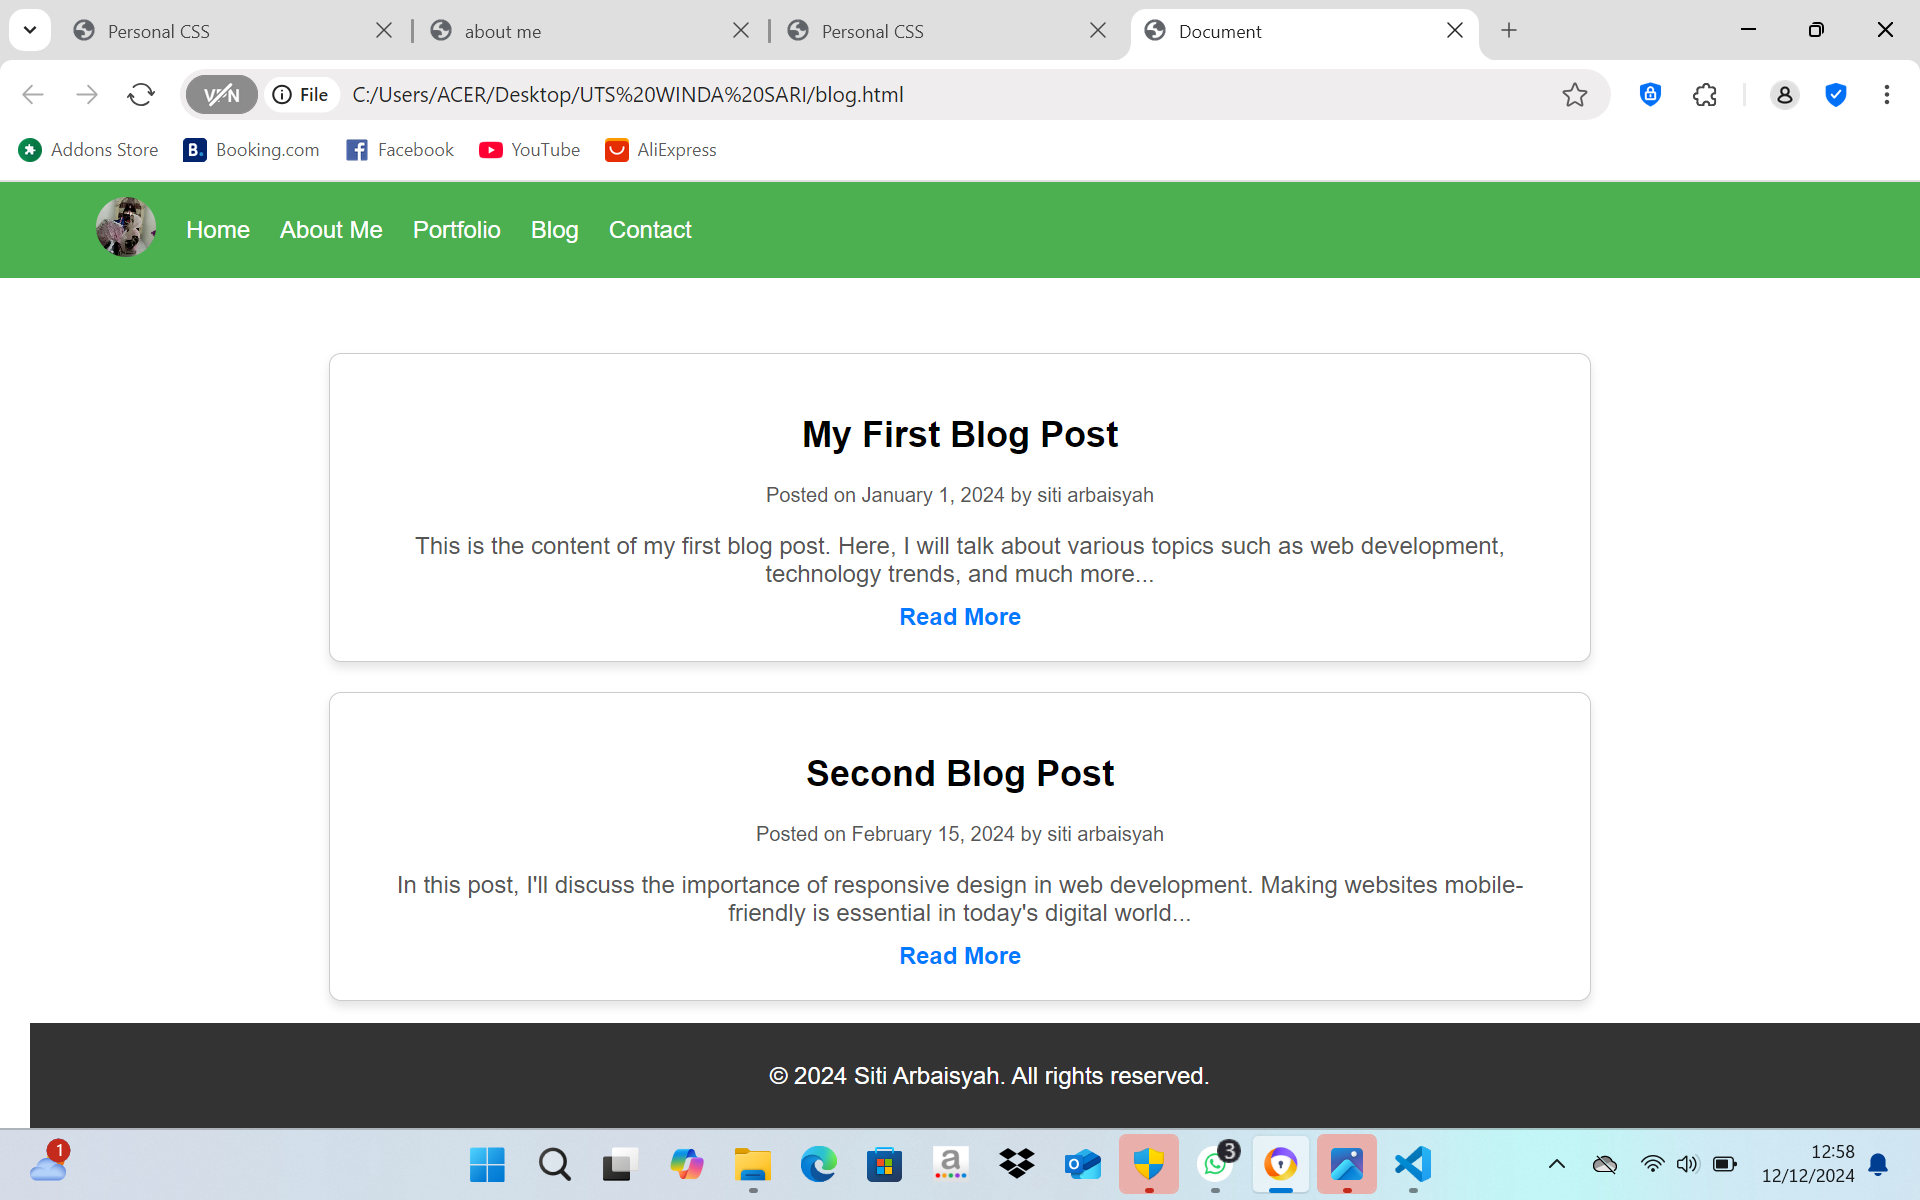 Personal CSS
about me
Personal CSS
Document
VPN
File
C:/Users/ACER/Desktop/UTS%20WINDA%20SARI/blog.html
Addons Store
B. Booking.com
Facebook
YouTube
AliExpress
Home
About Me
Portfolio
Blog
Contact
My First Blog Post
Posted on January 1, 2024 by siti arbaisyah
This is the content of my first blog post. Here, I will talk about various topics such as web development,
technology trends, and much more...
Read More
Second Blog Post
Posted on February 15, 2024 by siti arbaisyah
In this post, I'll discuss the importance of responsive design in web development. Making websites mobile-
friendly is essential in today's digital world...
Read More
© 2024 Siti Arbaisyah. All rights reserved.
1
a
3
12:58
12/12/2024